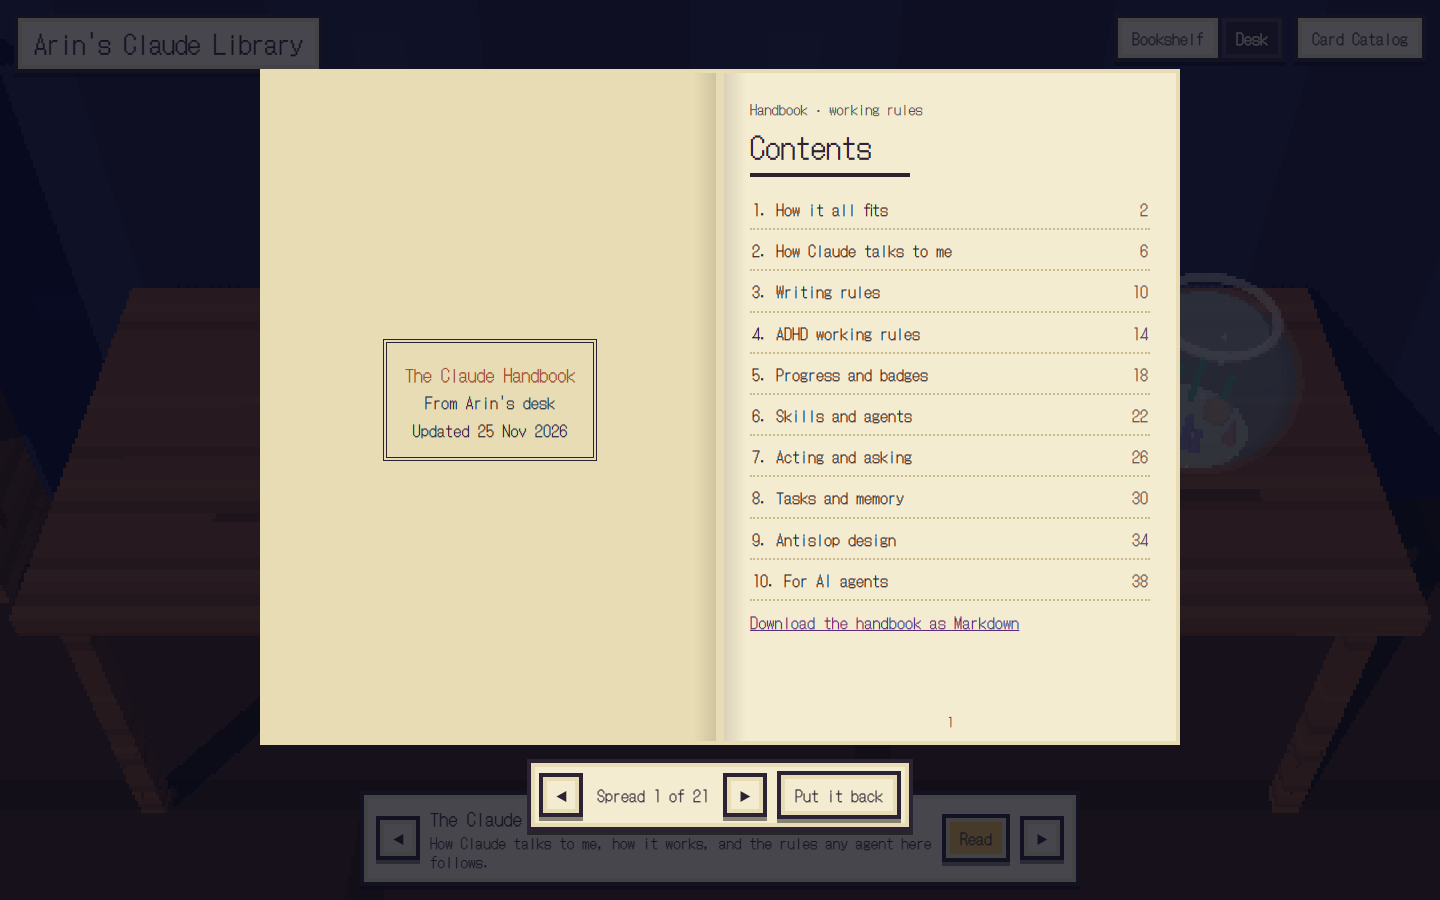 Arin's Claude Library
Bookshelf
Desk
Card Catalog
The Claude Handbook
From Arin's desk
Updated 25 Nov 2026
Handbook · working rules
Contents
1. How it all fits 2
2. How Claude talks to me 6
3. Writing rules 10
4. ADHD working rules 14
5. Progress and badges 18
6. Skills and agents 22
7. Acting and asking 26
8. Tasks and memory 30
9. Antislop design 34
10. For AI agents 38
Download the handbook as Markdown
1
◄ Spread 1 of 21 ► Put it back
The Claude
How Claude talks to me, how it works, and the rules any agent here
follows.
Read